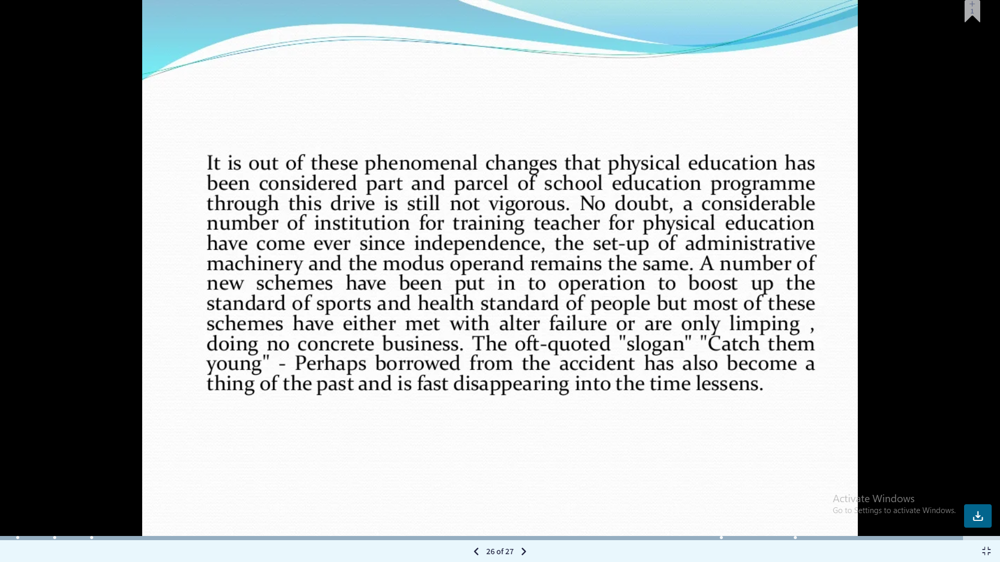 +
1
It is out of these phenomenal changes that physical education has
been considered part and parcel of school education programme
through this drive is still not vigorous. No doubt, a considerable
number of institution for training teacher for physical education
have come ever since independence, the set-up of administrative
machinery and the modus operand remains the same. A number of
new schemes have been put in to operation to boost up the
standard of sports and health standard of people but most of these
schemes have either met with alter failure or are only limping ,
doing no concrete business. The oft-quoted "slogan" "Catch them
young" - Perhaps borrowed from the accident has also become a
thing of the past and is fast disappearing into the time lessens.
Activate Windows
Go to Settings to activate Windows.
26 of 27